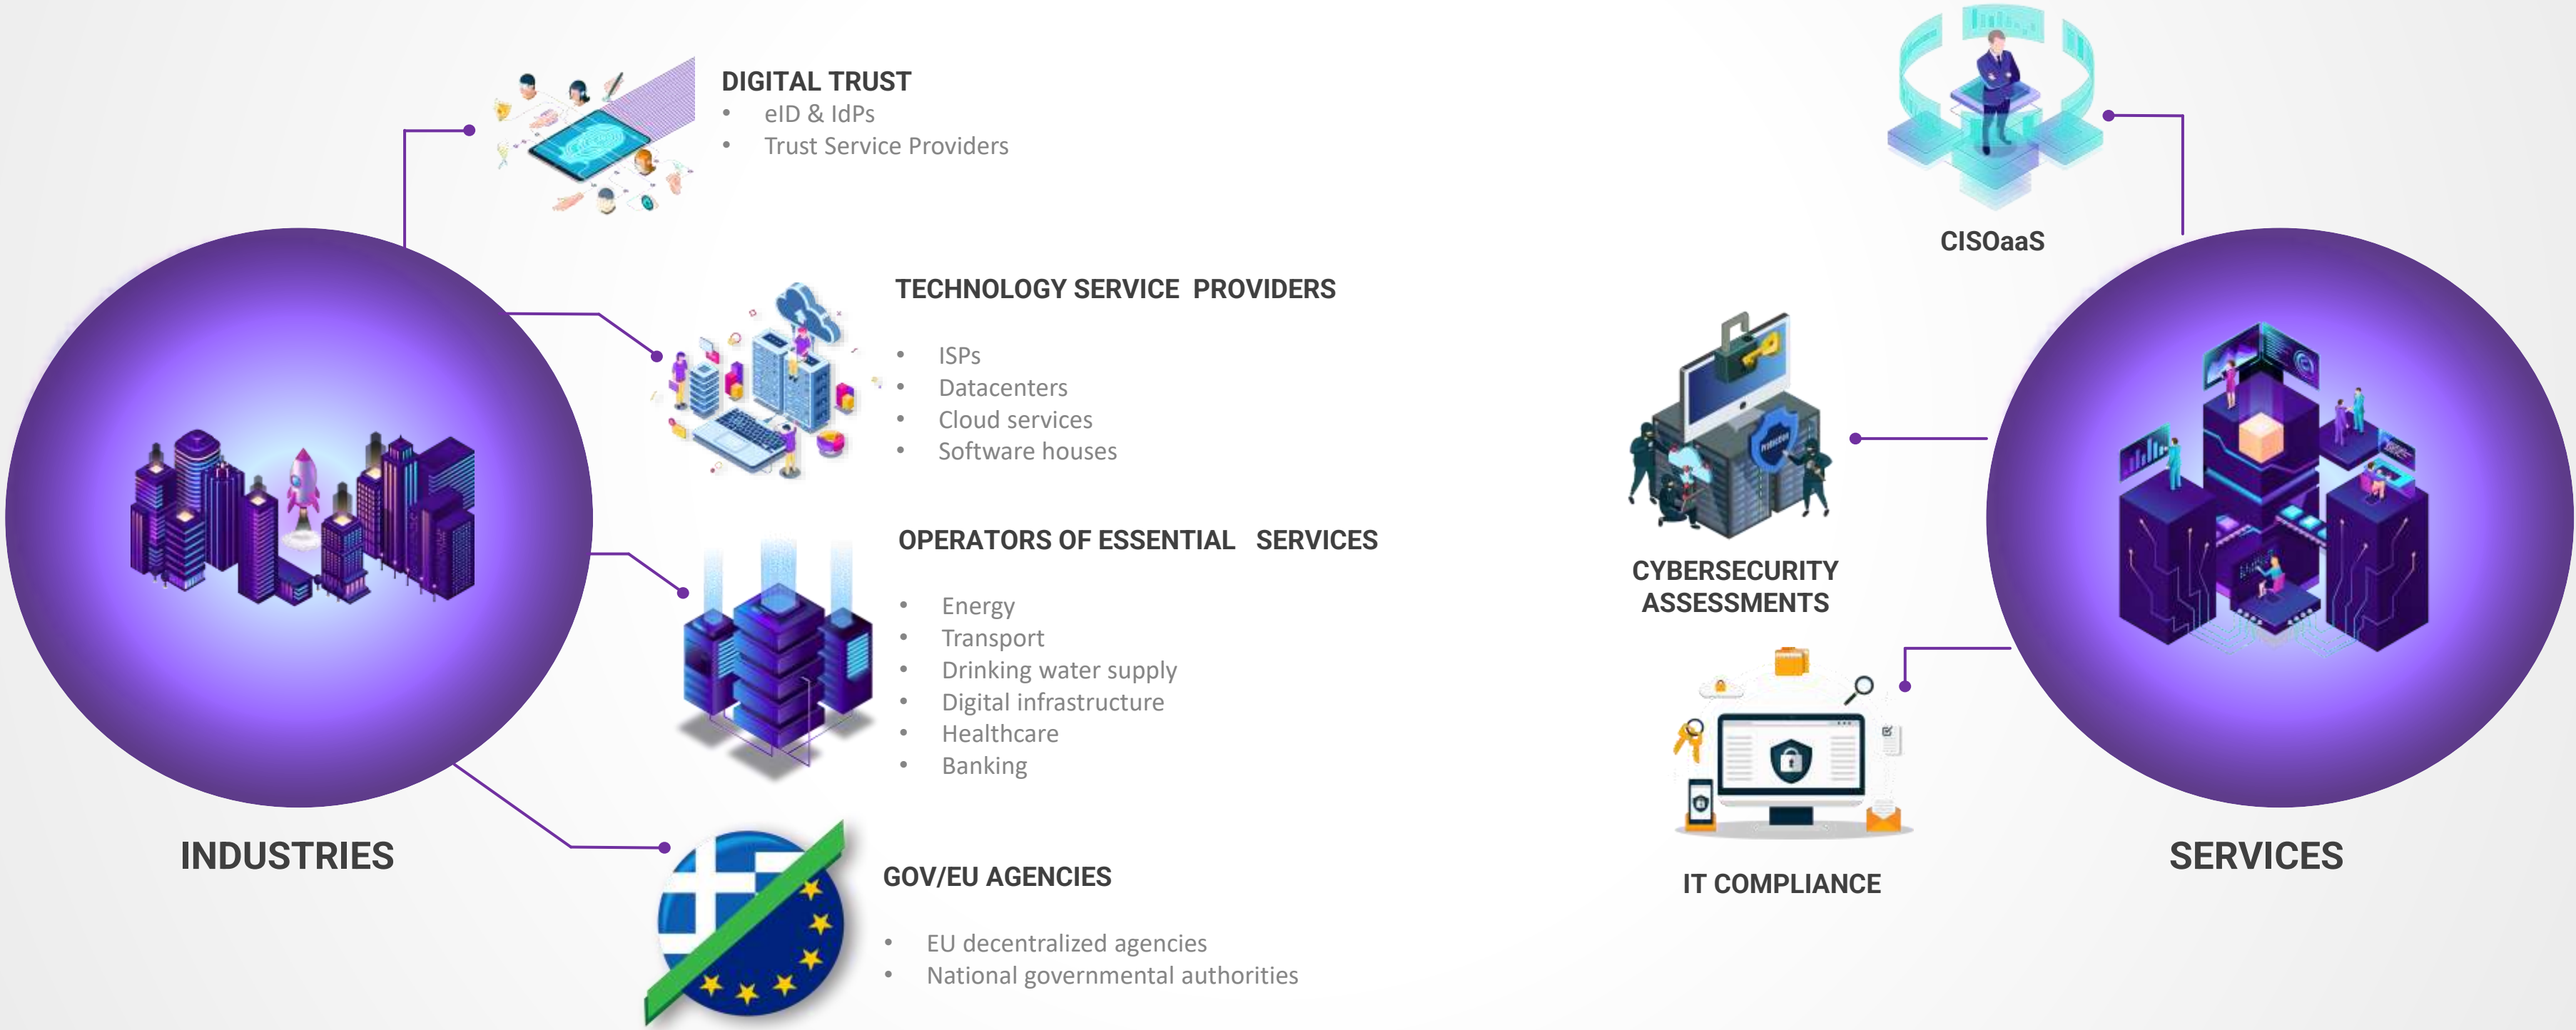 DIGITAL TRUST
• eID & IdPs
• Trust Service Providers
TECHNOLOGY SERVICE PROVIDERS
• ISPs
• Datacenters
• Cloud services
• Software houses
OPERATORS OF ESSENTIAL SERVICES
• Energy
• Transport
• Drinking water supply
• Digital infrastructure
• Healthcare
• Banking
GOV/EU AGENCIES
• EU decentralized agencies
• National governmental authorities
INDUSTRIES
CISOaaS
Protection
CYBERSECURITY
ASSESSMENTS
IT COMPLIANCE
SERVICES